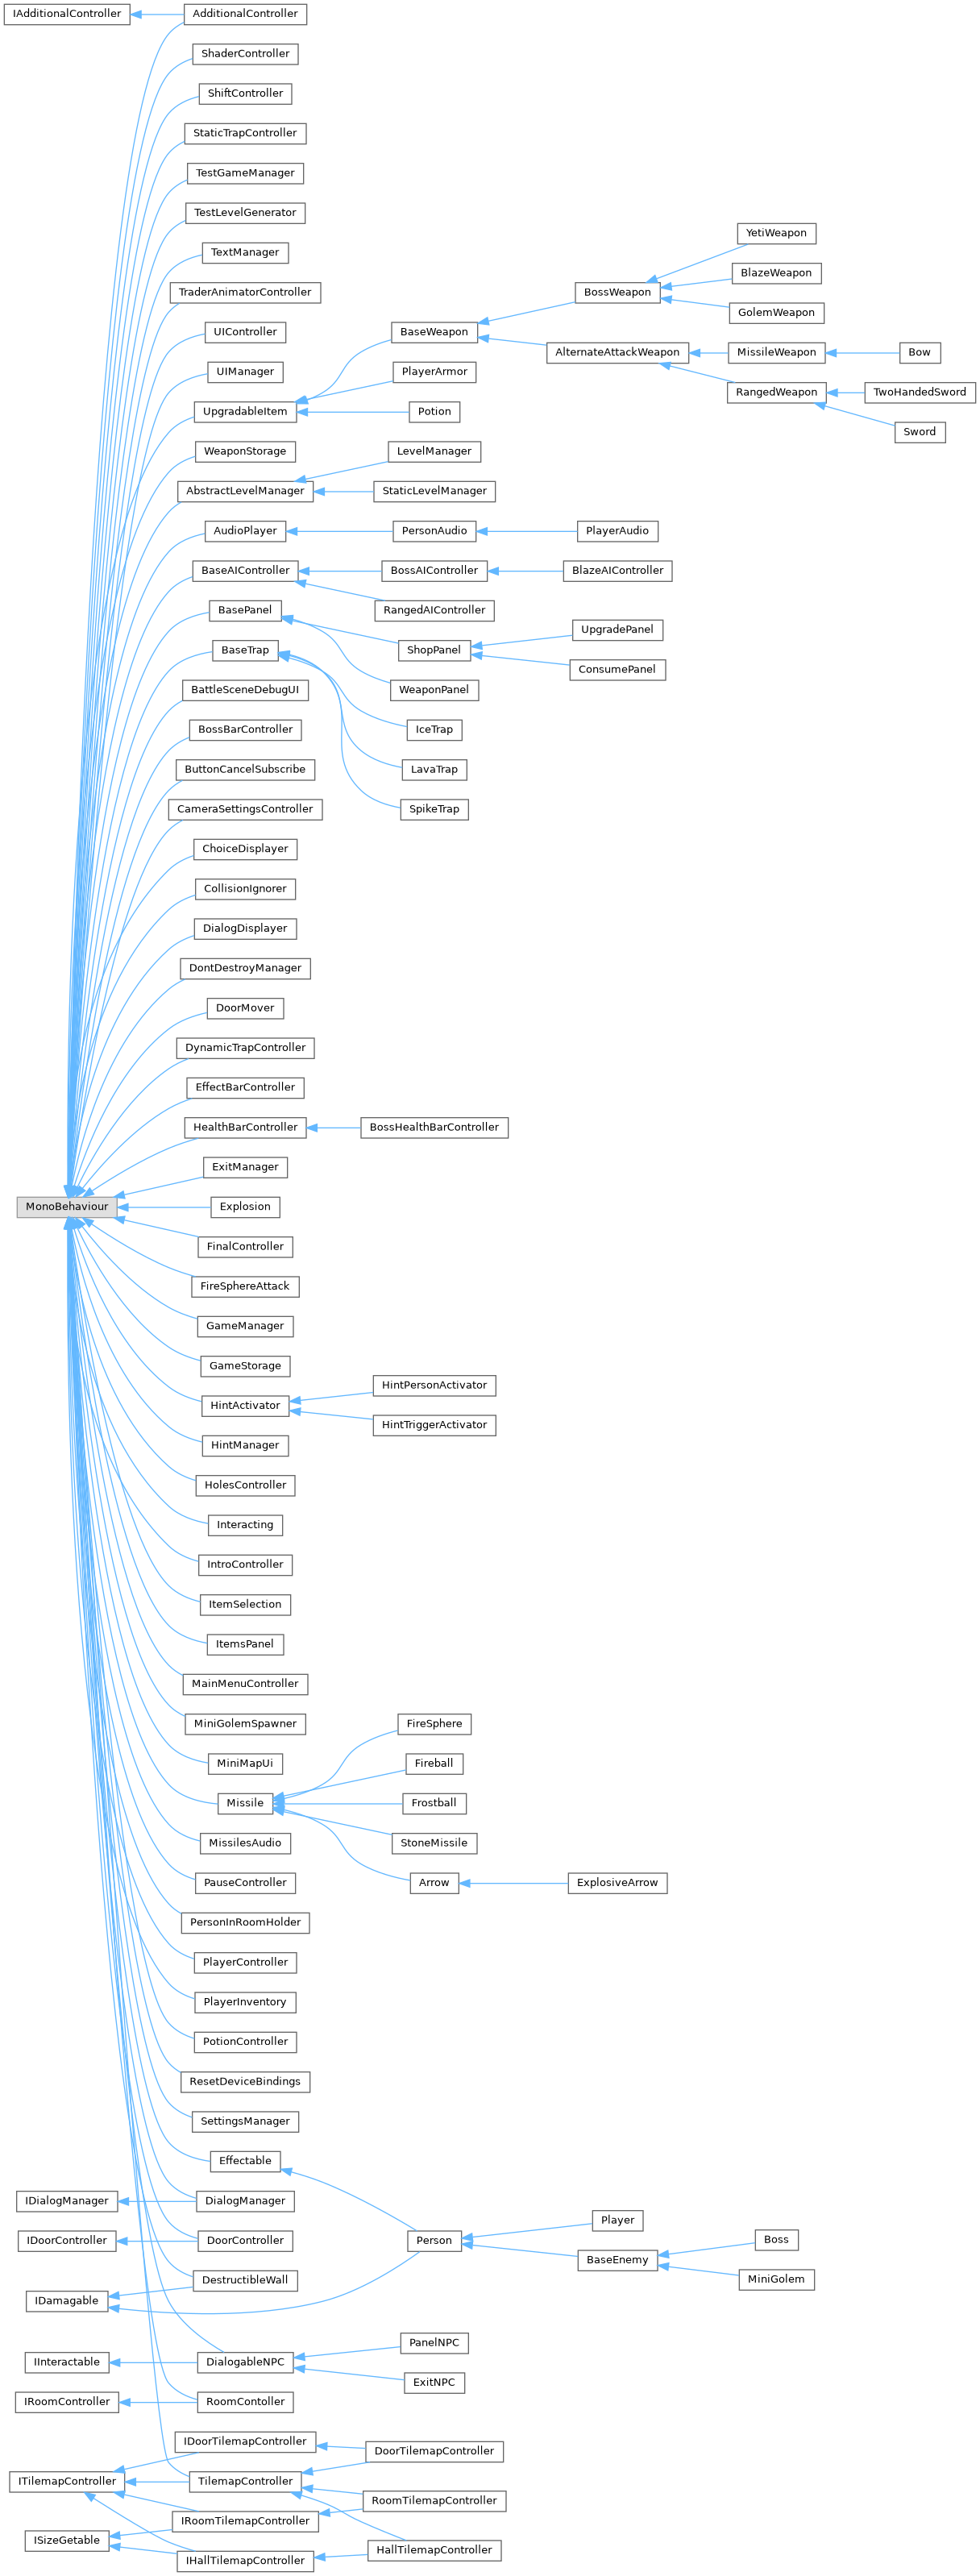 IAdditionalController
AdditionalController
ShaderController
ShiftController
StaticTrapController
TestGameManager
TestLevelGenerator
TextManager
TraderAnimatorController
UIController
UIManager
UpgradableItem
BaseWeapon
BossWeapon
YetiWeapon
BlazeWeapon
GolemWeapon
AlternateAttackWeapon
MissileWeapon
Bow
RangedWeapon
TwoHandedSword
Sword
PlayerArmor
Potion
WeaponStorage
AbstractLevelManager
LevelManager
StaticLevelManager
AudioPlayer
PersonAudio
PlayerAudio
BaseAIController
BossAIController
BlazeAIController
RangedAIController
BasePanel
ShopPanel
UpgradePanel
ConsumePanel
WeaponPanel
BaseTrap
IceTrap
LavaTrap
SpikeTrap
BattleSceneDebugUI
BossBarController
ButtonCancelSubscribe
CameraSettingsController
ChoiceDisplayer
CollisionIgnorer
DialogDisplayer
DontDestroyManager
DoorMover
DynamicTrapController
EffectBarController
HealthBarController
BossHealthBarController
ExitManager
MonoBehaviour
Explosion
FinalController
FireSphereAttack
GameManager
GameStorage
HintActivator
HintPersonActivator
HintTriggerActivator
HintManager
HolesController
Interacting
IntroController
ItemSelection
ItemsPanel
MainMenuController
MiniGolemSpawner
MiniMapUi
Missile
FireSphere
Fireball
Frostball
StoneMissile
Arrow
ExplosiveArrow
MissilesAudio
PauseController
PersonInRoomHolder
PlayerController
PlayerInventory
PotionController
ResetDeviceBindings
SettingsManager
Effectable
Person
Player
BaseEnemy
Boss
MiniGolem
IDialogManager
DialogManager
IDoorController
DoorController
IDamagable
DestructibleWall
IInteractable
DialogableNPC
PanelNPC
ExitNPC
IRoomController
RoomContoller
ITilemapController
IDoorTilemapController
DoorTilemapController
TilemapController
RoomTilemapController
IRoomTilemapController
HallTilemapController
ISizeGetable
IHallTilemapController